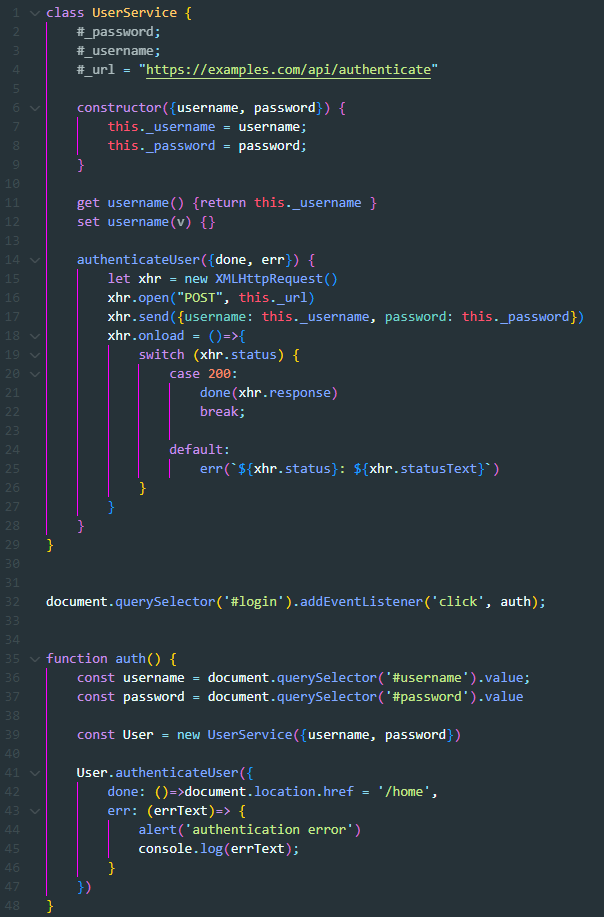 1 class UserService {
2 #_password;
3 #_username;
4 #_url = "https://examples.com/api/authenticate"
5
6 constructor({username, password}) {
7 this._username = username;
8 this._password = password;
9 }
10
11 get username() {return this._username }
12 set username(v) {}
13
14 authenticateUser({done, err}) {
15 let xhr = new XMLHttpRequest()
16 xhr.open("POST", this._url)
17 xhr.send({username: this._username, password: this._password})
18 xhr.onload = ()=>{
19 switch (xhr.status) {
20 case 200:
21 done(xhr.response)
22 break;
23
24 default:
25 err(`${xhr.status}: ${xhr.statusText}`)
26 }
27 }
28 }
29 }
30
31
32 document.querySelector('#login').addEventListener('click', auth);
33
34
35 function auth() {
36 const username = document.querySelector('#username').value;
37 const password = document.querySelector('#password').value
38
39 const User = new UserService({username, password})
40
41 User.authenticateUser({
42 done: ()=>document.location.href = '/home',
43 err: (errText)=> {
44 alert('authentication error')
45 console.log(errText);
46 }
47 })
48 }